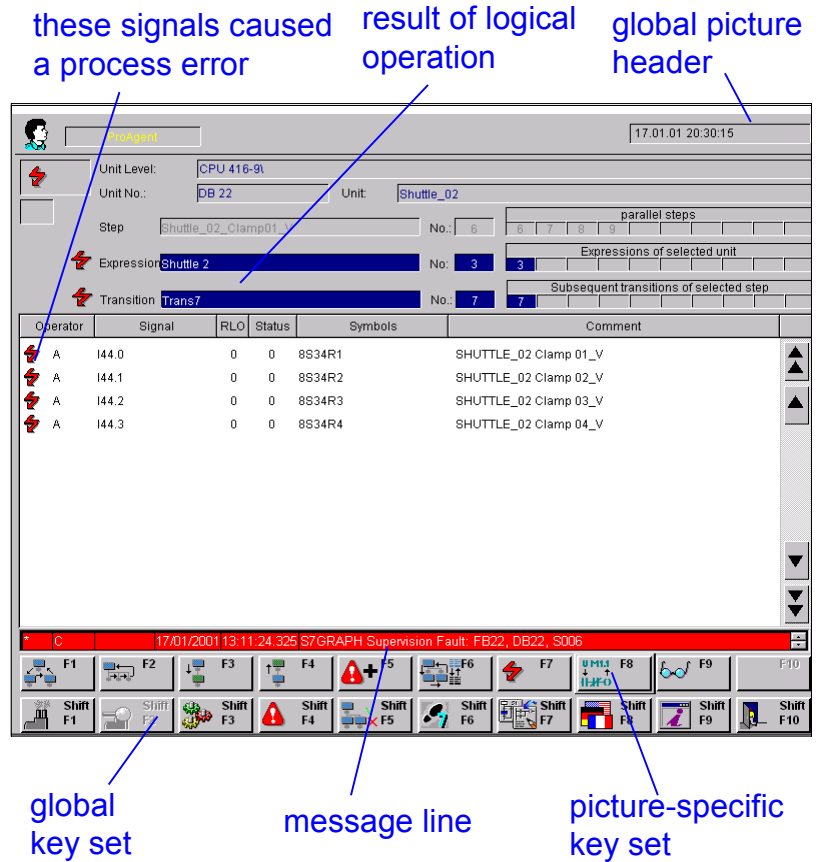 these signals caused a process error
result of logical operation
global picture header
ProAgent
17.01.01 20:30:15
Unit Level: CPU 416-9\
Unit No.: DB 22 Unit: Shuttle_02
Step Shuttle_02_Clamp01_V No.: 6
parallel steps
6 7 8 9
Expression Shuttle 2 No: 3
Expressions of selected unit
3
Transition Trans7 No.: 7
Subsequent transitions of selected step
7
Operator Signal RLO Status Symbols Comment
A I44.0 0 0 8S34R1 SHUTTLE_02 Clamp 01_V
A I44.1 0 0 8S34R2 SHUTTLE_02 Clamp 02_V
A I44.2 0 0 8S34R3 SHUTTLE_02 Clamp 03_V
A I44.3 0 0 8S34R4 SHUTTLE_02 Clamp 04_V
* C 17/01/2001 13:11:24.325 S7GRAPH Supervision Fault: FB22, DB22, S006
F1 F2 F3 F4 F5 F6 F7 U M1.1 F8 F9 F10
Shift F1 Shift F2 Shift F3 Shift F4 Shift F5 Shift F6 Shift F7 Shift F8 Shift F9 Shift F10
global key set
message line
picture-specific key set